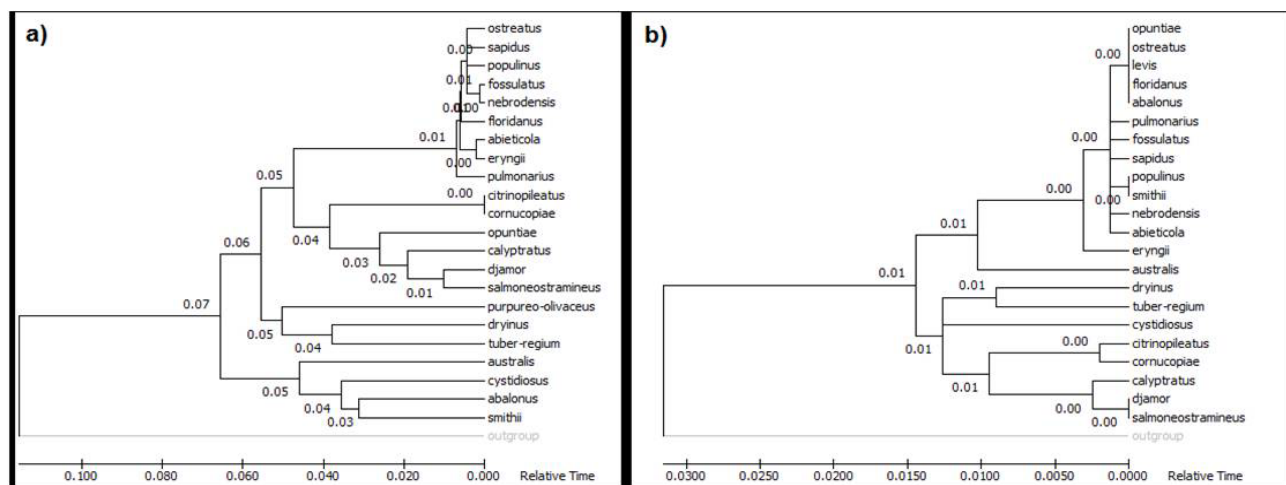 a)
ostreatus
0.00
sapidus
populinus
0.01
fossulatus
0.00
nebrodensis
floridanus
0.01
abieticola
eryngii
0.00
pulmonarius
0.05
0.00
citrinopileatus
cornucopiae
0.04
opuntiae
0.06
0.03
calyptratus
0.02
djamor
0.01
salmoneostramineus
0.07
purpureo-olivaceus
0.05
dryinus
0.04
tuber-regium
australis
0.05
cystidiosus
0.04
abalonus
0.03
smithii
outgroup
0.100 0.080 0.060 0.040 0.020 0.000 Relative Time
b)
opuntiae
ostreatus
0.00
levis
0.00
floridanus
abalonus
pulmonarius
0.00
fossulatus
sapidus
populinus
0.00
0.00
smithii
nebrodensis
abieticola
0.01
eryngii
australis
0.01
0.01
dryinus
tuber-regium
cystidiosus
0.01
0.00
citrinopileatus
cornucopiae
0.01
calyptratus
0.00
djamor
0.00
salmoneostramineus
outgroup
0.0300 0.0250 0.0200 0.0150 0.0100 0.0050 0.0000 Relative Time